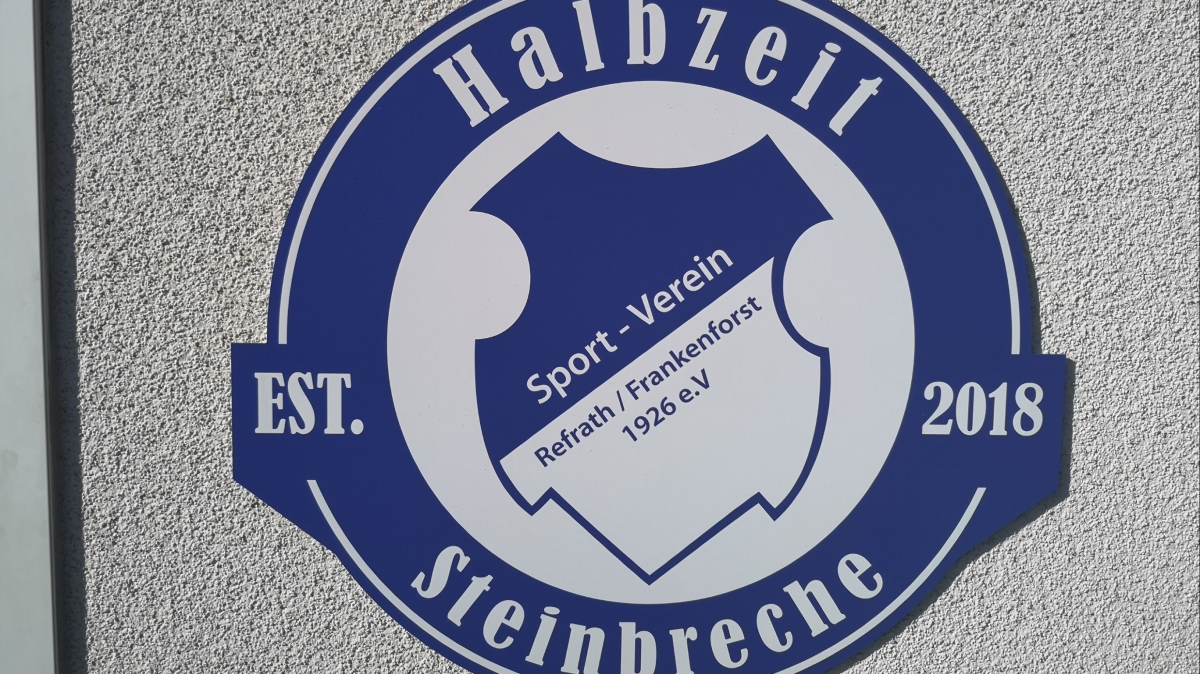 Halbzeit
Sport - Verein
Refrath / Frankenforst
1926 e.V
EST. 2018
Steinbreche